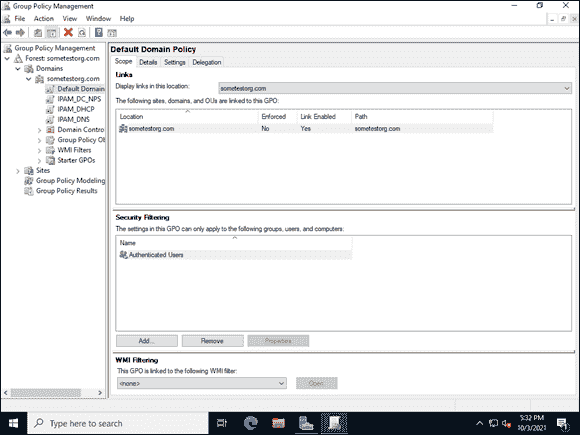 Group Policy Management
File Action View Window Help
Group Policy Management
Forest: sometestorg.com
Domains
sometestorg.com
Default Domain
IPAM_DC_NPS
IPAM_DHCP
IPAM_DNS
Domain Contro
Group Policy Ob
WMI Filters
Starter GPOs
Sites
Group Policy Modeling
Group Policy Results
Default Domain Policy
Scope Details Settings Delegation
Links
Display links in this location: sometestorg.com
The following sites, domains, and OUs are linked to this GPO:
Location Enforced Link Enabled Path
sometestorg.com No Yes sometestorg.com
Security Filtering
The settings in this GPO can only apply to the following groups, users, and computers:
Name
Authenticated Users
Add... Remove Properties
WMI Filtering
This GPO is linked to the following WMI filter:
<none> Open
Type here to search
5:32 PM
10/3/2021
1